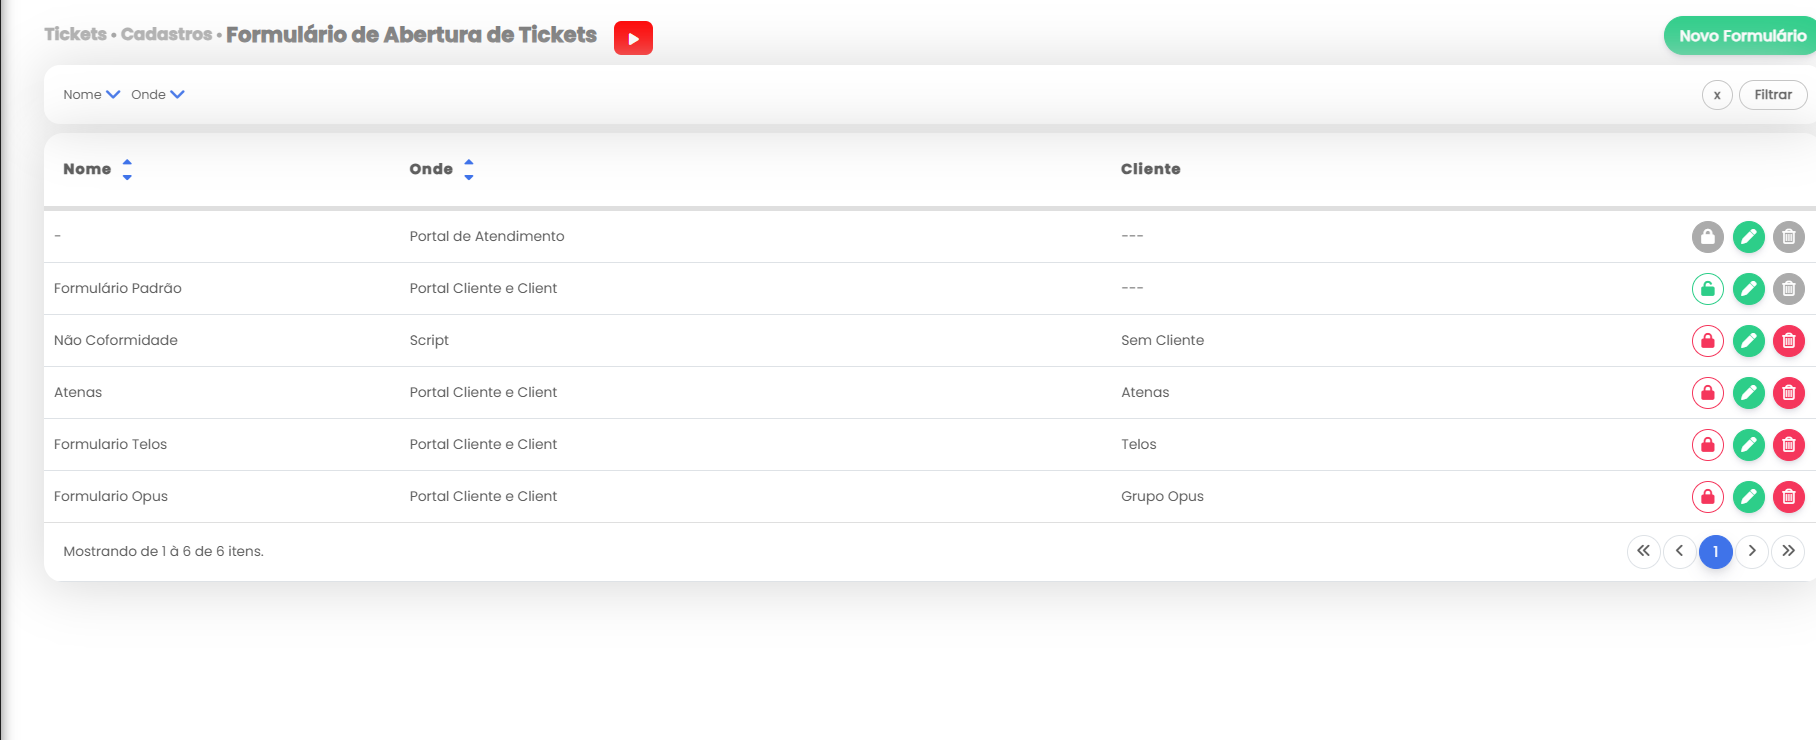 Tickets • Cadastros • Formulário de Abertura de Tickets
Novo Formulário
Nome Onde x Filtrar
Nome Onde Cliente
- Portal de Atendimento ---
Formulário Padrão Portal Cliente e Client ---
Não Coformidade Script Sem Cliente
Atenas Portal Cliente e Client Atenas
Formulario Telos Portal Cliente e Client Telos
Formulario Opus Portal Cliente e Client Grupo Opus
Mostrando de 1 à 6 de 6 itens. « ‹ 1 › »